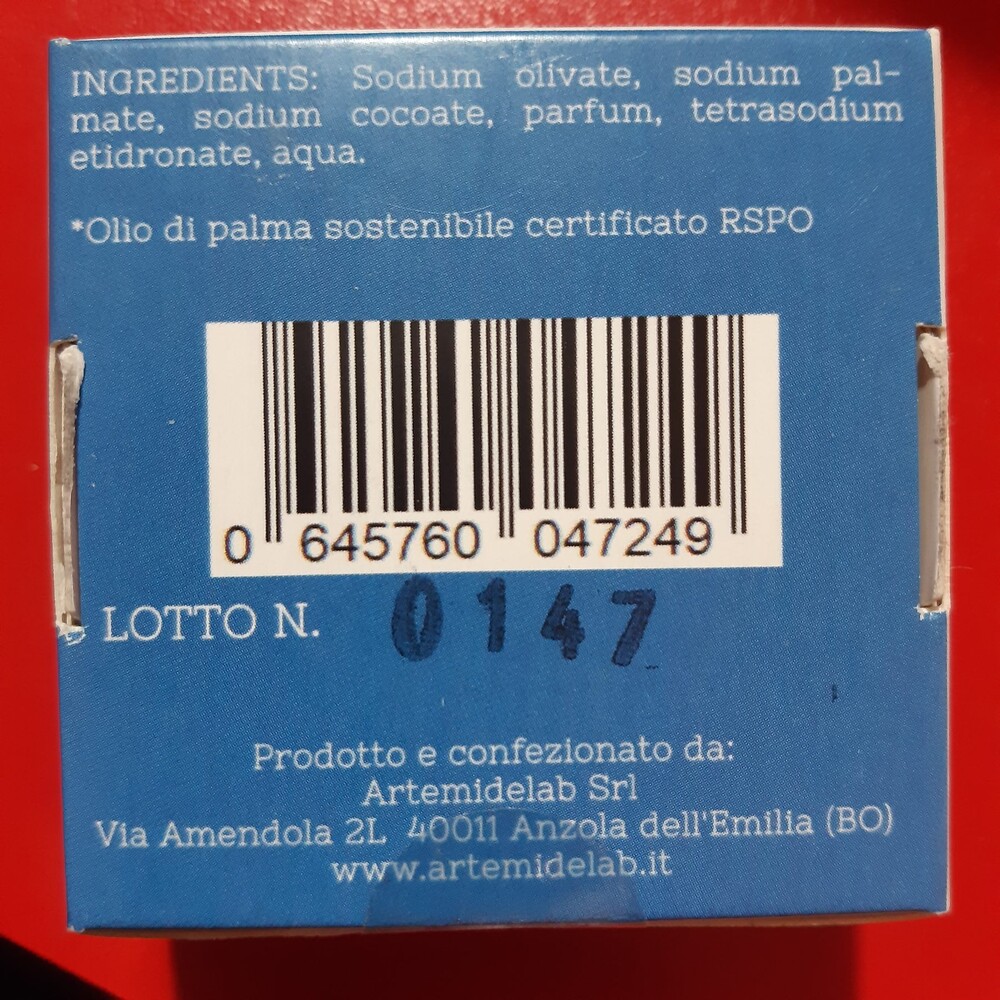 INGREDIENTS: Sodium olivate, sodium pal-
mate, sodium cocoate, parfum, tetrasodium
etidronate, aqua.
*Olio di palma sostenibile certificato RSPO
0 645760 047249
LOTTO N. 0147
Prodotto e confezionato da:
Artemidelab Srl
Via Amendola 2L 40011 Anzola dell'Emilia (BO)
www.artemidelab.it